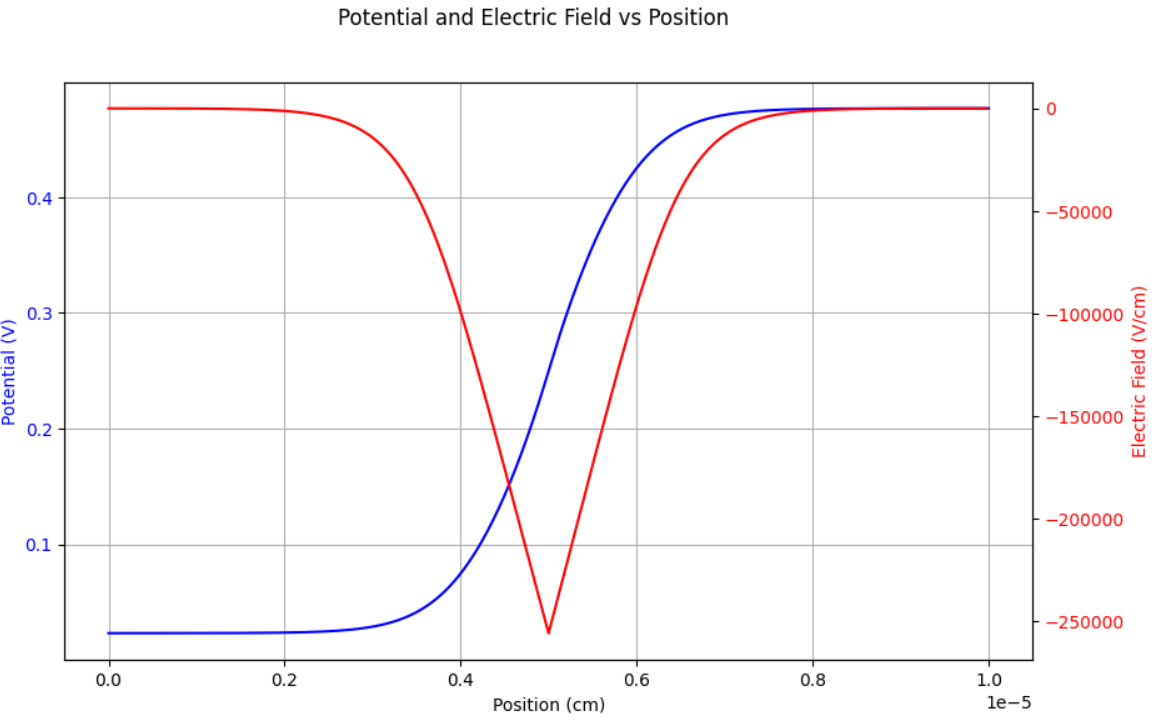 Potential and Electric Field vs Position
Potential (V)
0.4
0.3
0.2
0.1
0
−50000
−100000
−150000
−200000
−250000
Electric Field (V/cm)
0.0 0.2 0.4 0.6 0.8 1.0
1e−5
Position (cm)